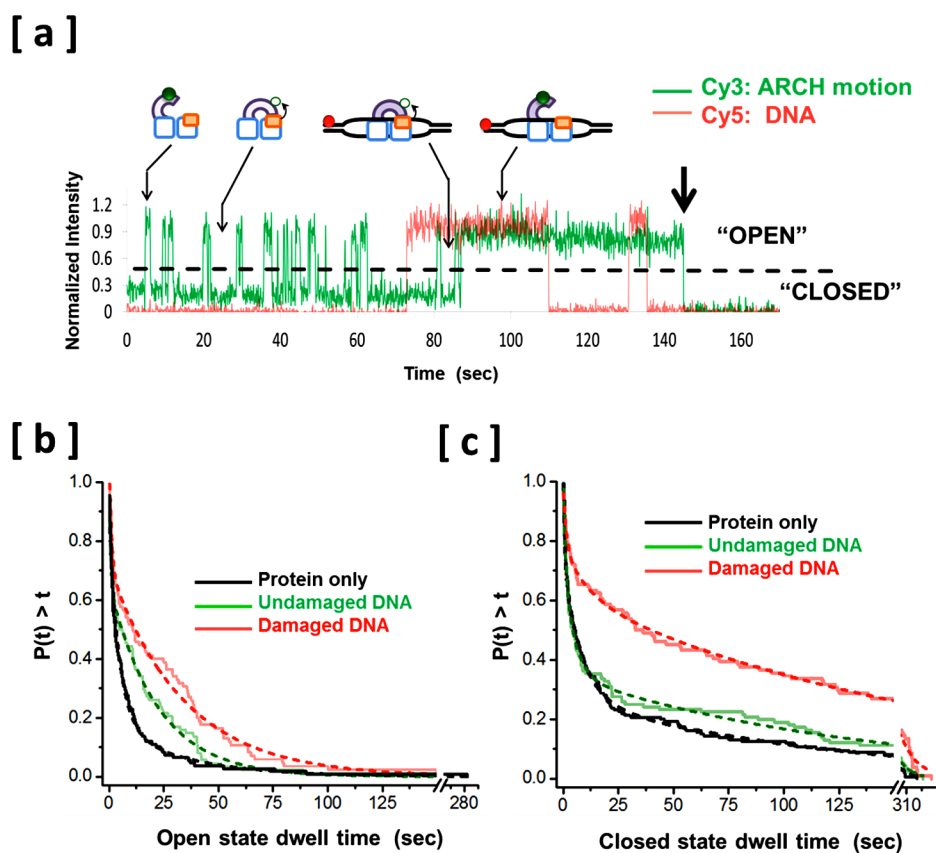 [ a ]
Cy3: ARCH motion
Cy5: DNA
Normalized Intensity
1.2
0.9
0.6
0.3
0
"OPEN"
"CLOSED"
0 20 40 60 80 100 120 140 160
Time (sec)
[ b ]
P(t) > t
1.0
0.8
0.6
0.4
0.2
0.0
Protein only
Undamaged DNA
Damaged DNA
0 25 50 75 100 125 280
Open state dwell time (sec)
[ c ]
P(t) > t
1.0
0.8
0.6
0.4
0.2
0.0
Protein only
Undamaged DNA
Damaged DNA
0 25 50 75 100 125 310
Closed state dwell time (sec)